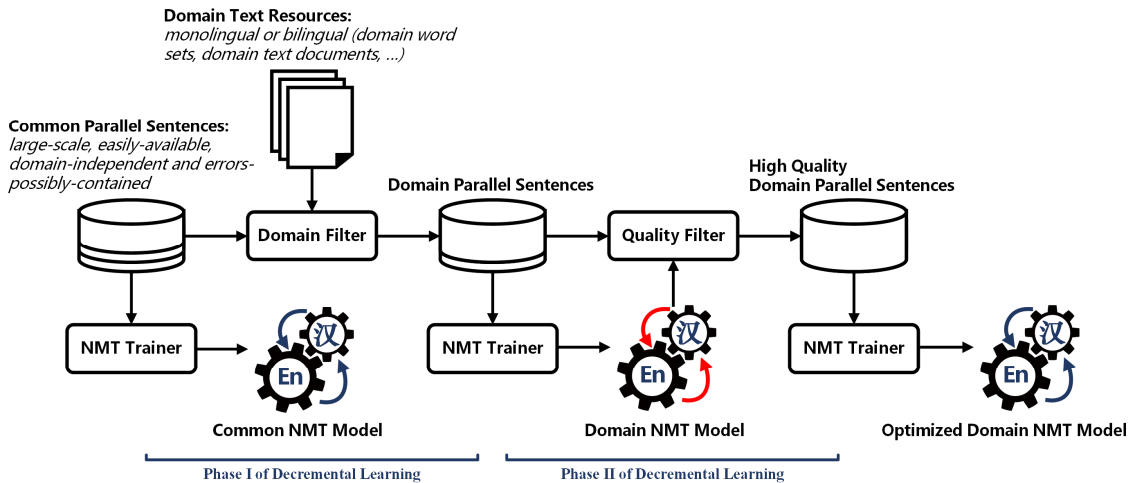 Domain Text Resources:
monolingual or bilingual (domain word
sets, domain text documents, ...)
Common Parallel Sentences:
large-scale, easily-available,
domain-independent and errors-
possibly-contained
Domain Parallel Sentences
High Quality
Domain Parallel Sentences
Domain Filter
Quality Filter
NMT Trainer
汉
En
NMT Trainer
汉
En
NMT Trainer
汉
En
Common NMT Model
Domain NMT Model
Optimized Domain NMT Model
Phase I of Decremental Learning
Phase II of Decremental Learning